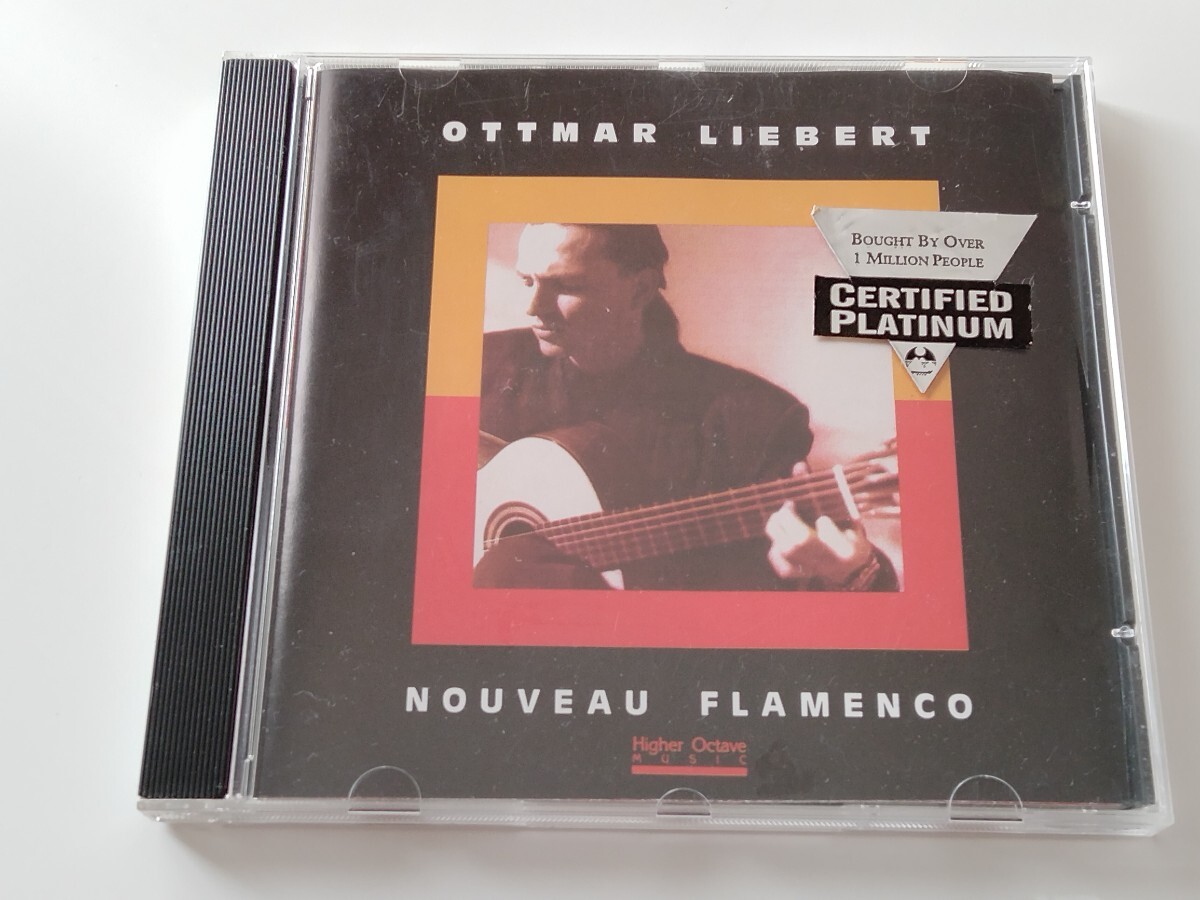 OTTMAR LIEBERT
BOUGHT BY OVER
1 MILLION PEOPLE
CERTIFIED
PLATINUM
NOUVEAU FLAMENCO
Higher Octave
MUSIC